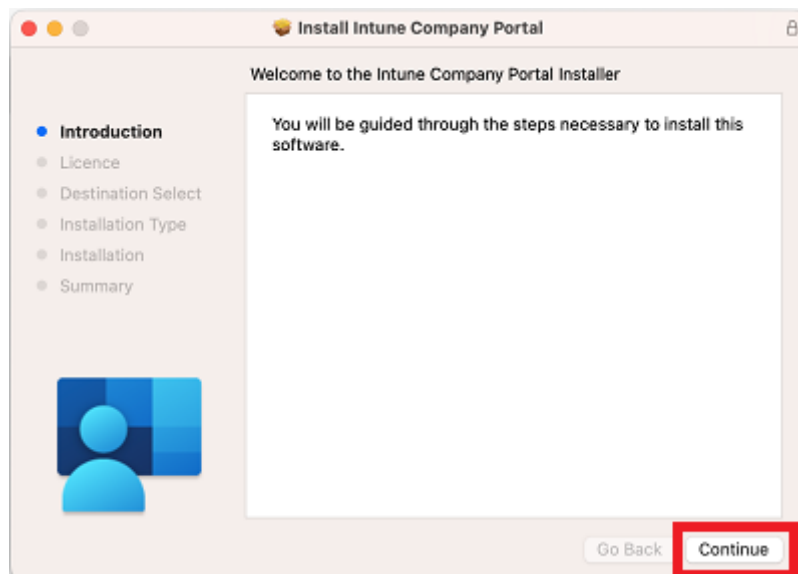 Install Intune Company Portal
Welcome to the Intune Company Portal Installer
Introduction
Licence
Destination Select
Installation Type
Installation
Summary
You will be guided through the steps necessary to install this
software.
Go Back
Continue